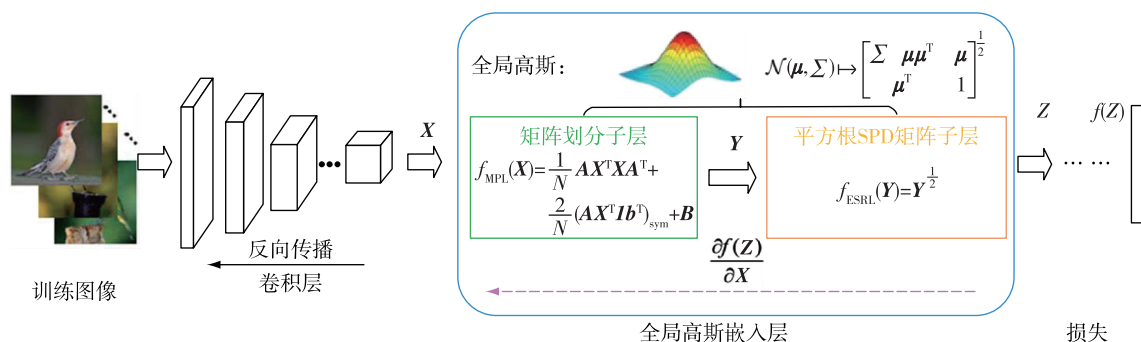 全局高斯：
𝒩(μ,Σ)↦[Σ μμᵀ μ
μᵀ 1]^{1/2}
X
矩阵划分子层
f_MPL(X)=1/N AXᵀXAᵀ+
2/N (AXᵀ1bᵀ)_sym+B
Y
平方根SPD矩阵子层
f_ESRL(Y)=Y^{1/2}
Z
f(Z)
……
∂f(Z)/∂X
反向传播
卷积层
训练图像
全局高斯嵌入层
损失